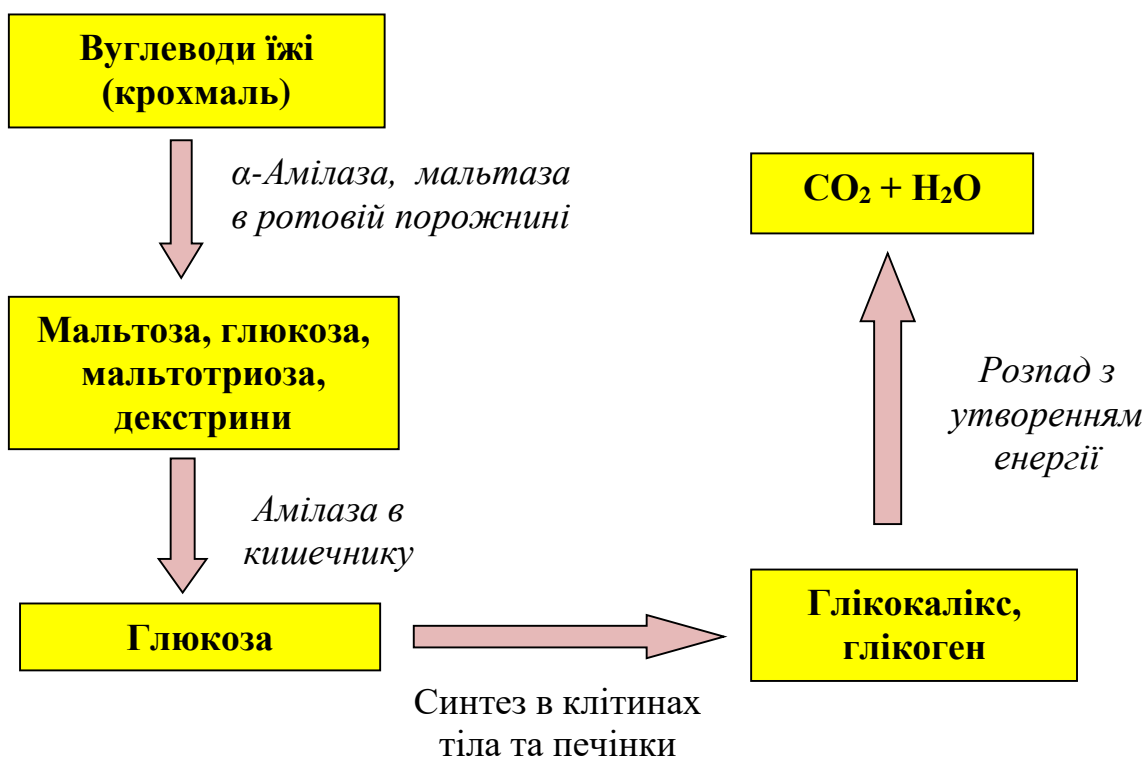 Вуглеводи їжі
(крохмаль)
α-Амілаза, мальтаза
в ротовій порожнині
Мальтоза, глюкоза,
мальтотриоза,
декстрини
Амілаза в
кишечнику
Глюкоза
Синтез в клітинах
тіла та печінки
Глікокалікс,
глікоген
Розпад з
утворенням
енергії
CO₂ + H₂O